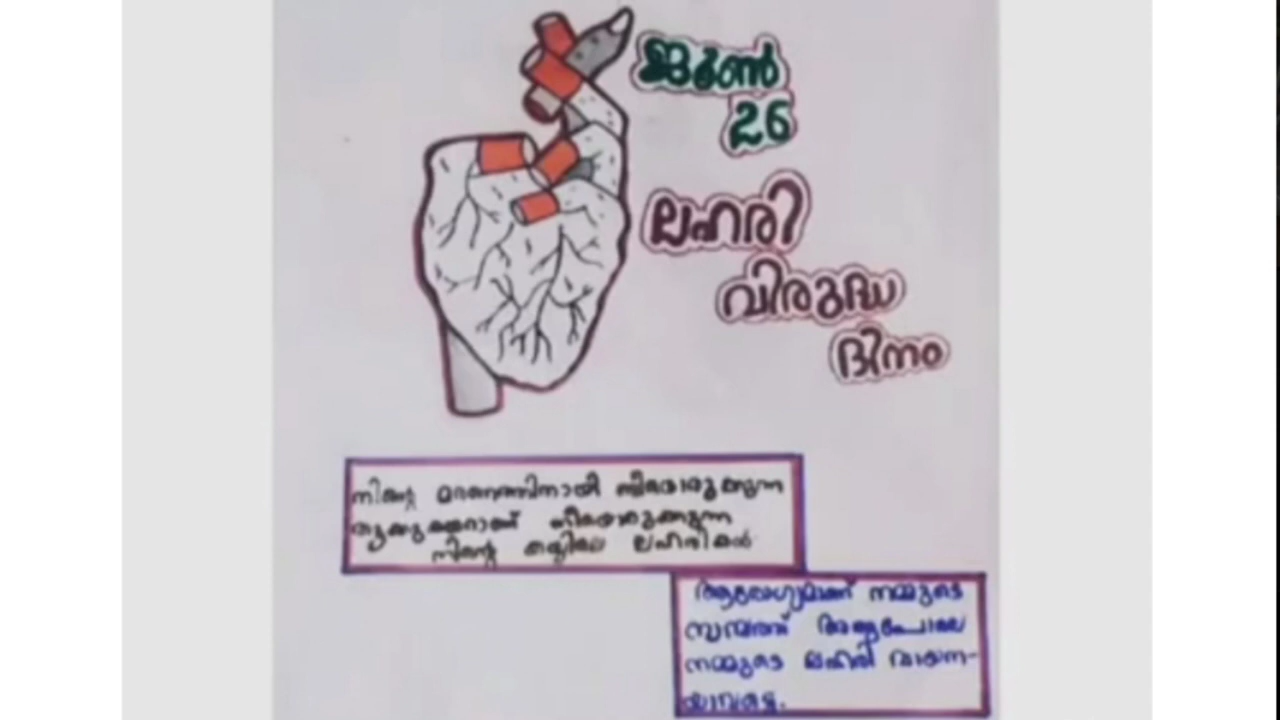 ജൂൺ
26
ലഹരി
വിരുദ്ധ
ദിനം
നിന്റെ മരണത്തിനായി നീയൊരുക്കുന്ന
നിന്റെ കയ്യിലെ ലഹരികൾ
ആരോഗ്യമാണ് നമ്മുടെ
സമ്പത്ത് അതുപോലെ
നമ്മുടെ ലഹരി വായന-
യാവട്ടെ.